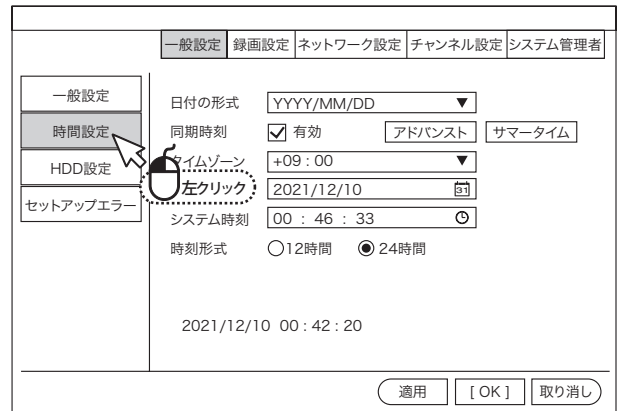 一般設定 録画設定 ネットワーク設定 チャンネル設定 システム管理者
一般設定
時間設定
HDD設定
セットアップエラー
日付の形式 YYYY/MM/DD ▼
同期時刻 ✓ 有効 アドバンスト サマータイム
タイムゾーン +09 : 00 ▼
左クリック 2021/12/10 31
システム時刻 00 : 46 : 33
時刻形式 ○12時間 ◉ 24時間
2021/12/10 00 : 42 : 20
適用 [ OK ] 取り消し